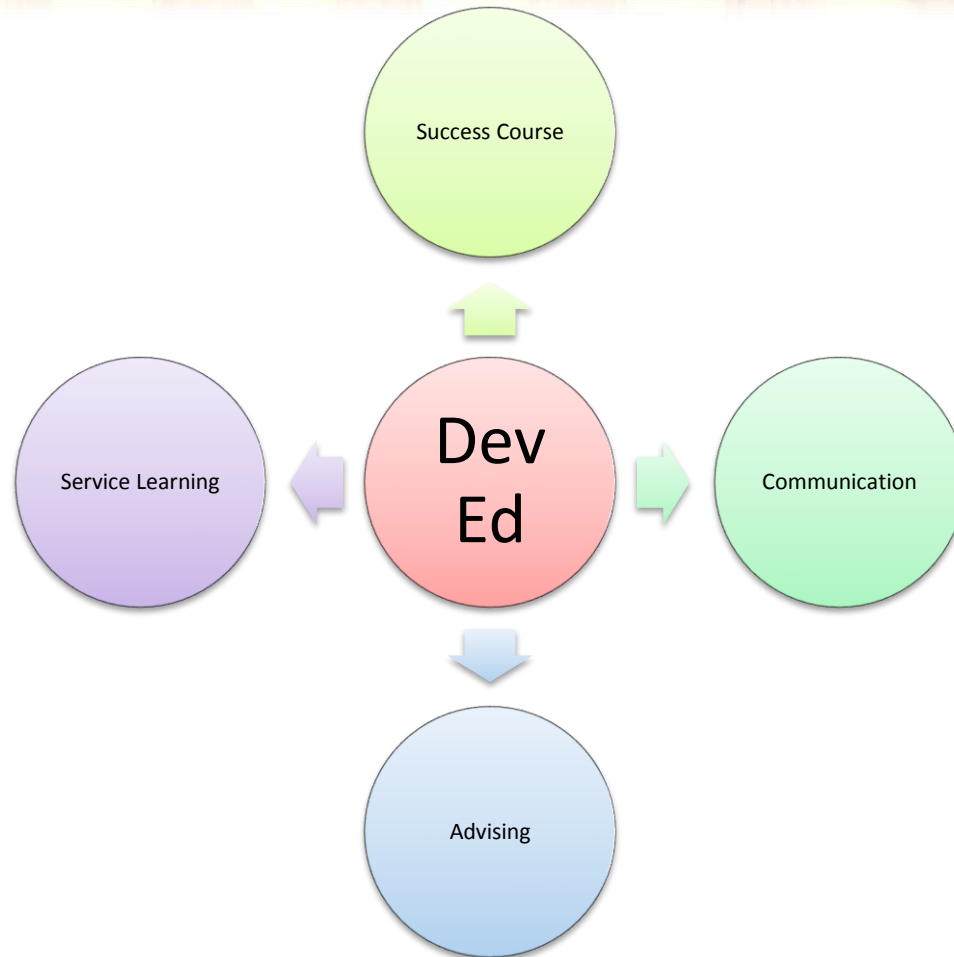 Success Course
Service Learning
Dev
Ed
Communication
Advising